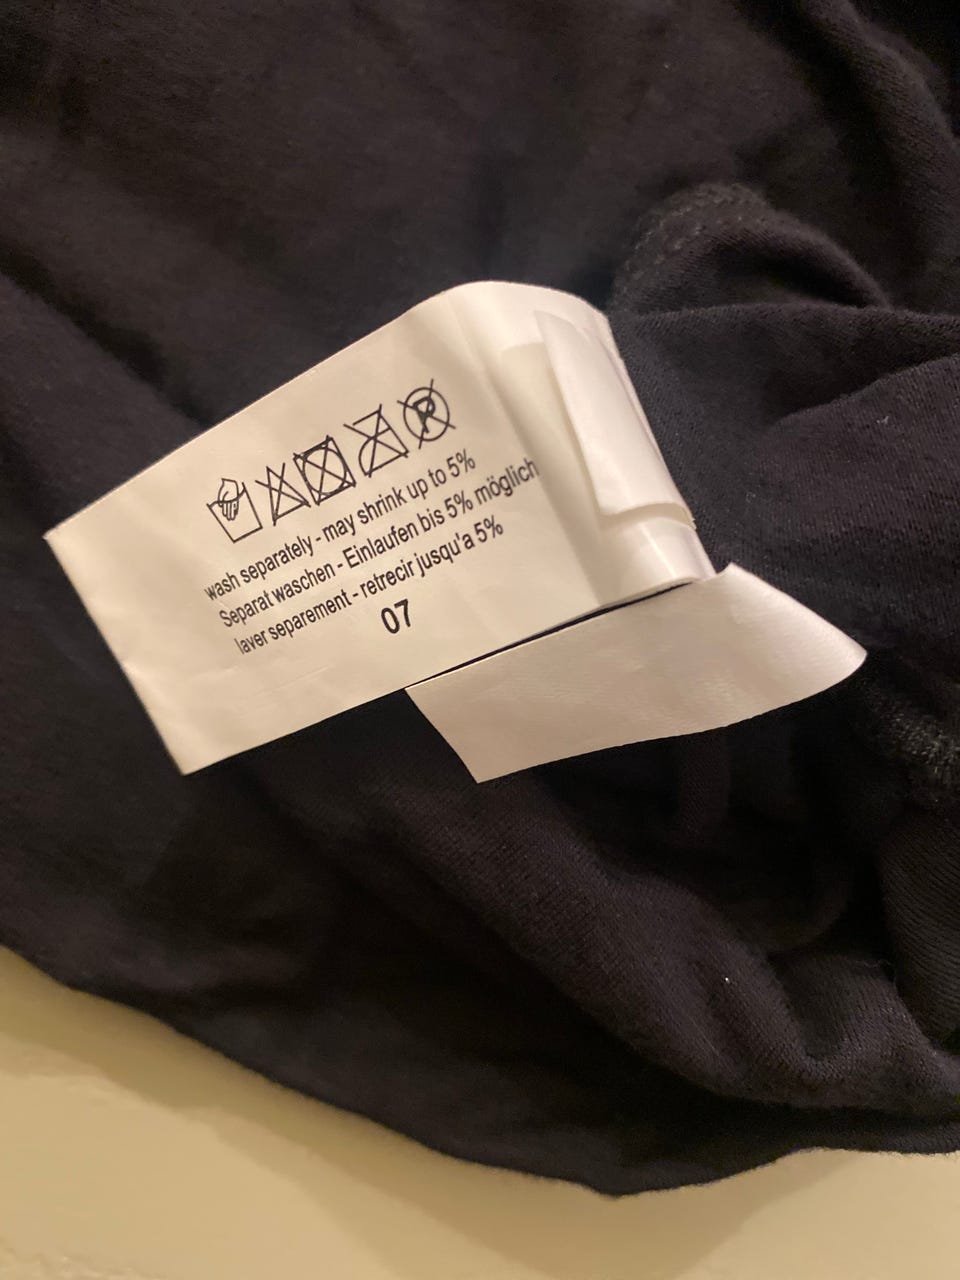 P
wash separately - may shrink up to 5%
Separat waschen - Einlaufen bis 5% möglich
laver separement - retrecir jusqu'a 5%
07